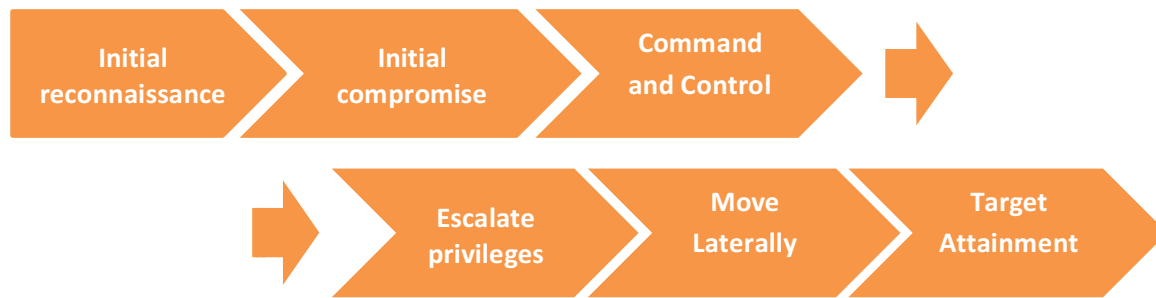 Initial
reconnaissance
Initial
compromise
Command
and Control
Escalate
privileges
Move
Laterally
Target
Attainment